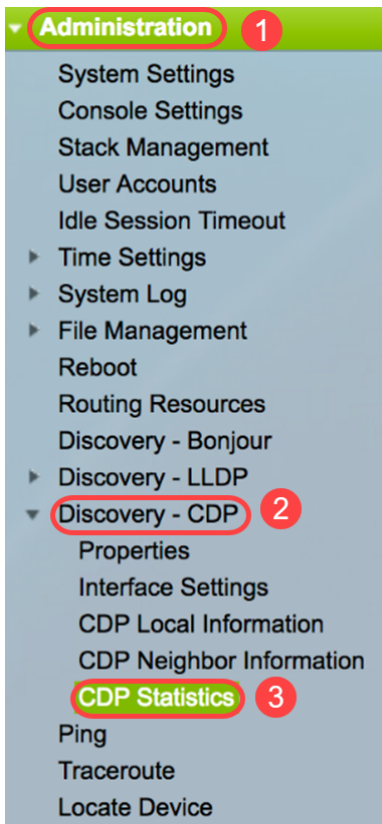 Administration 1
System Settings
Console Settings
Stack Management
User Accounts
Idle Session Timeout
Time Settings
System Log
File Management
Reboot
Routing Resources
Discovery - Bonjour
Discovery - LLDP
Discovery - CDP 2
Properties
Interface Settings
CDP Local Information
CDP Neighbor Information
CDP Statistics 3
Ping
Traceroute
Locate Device